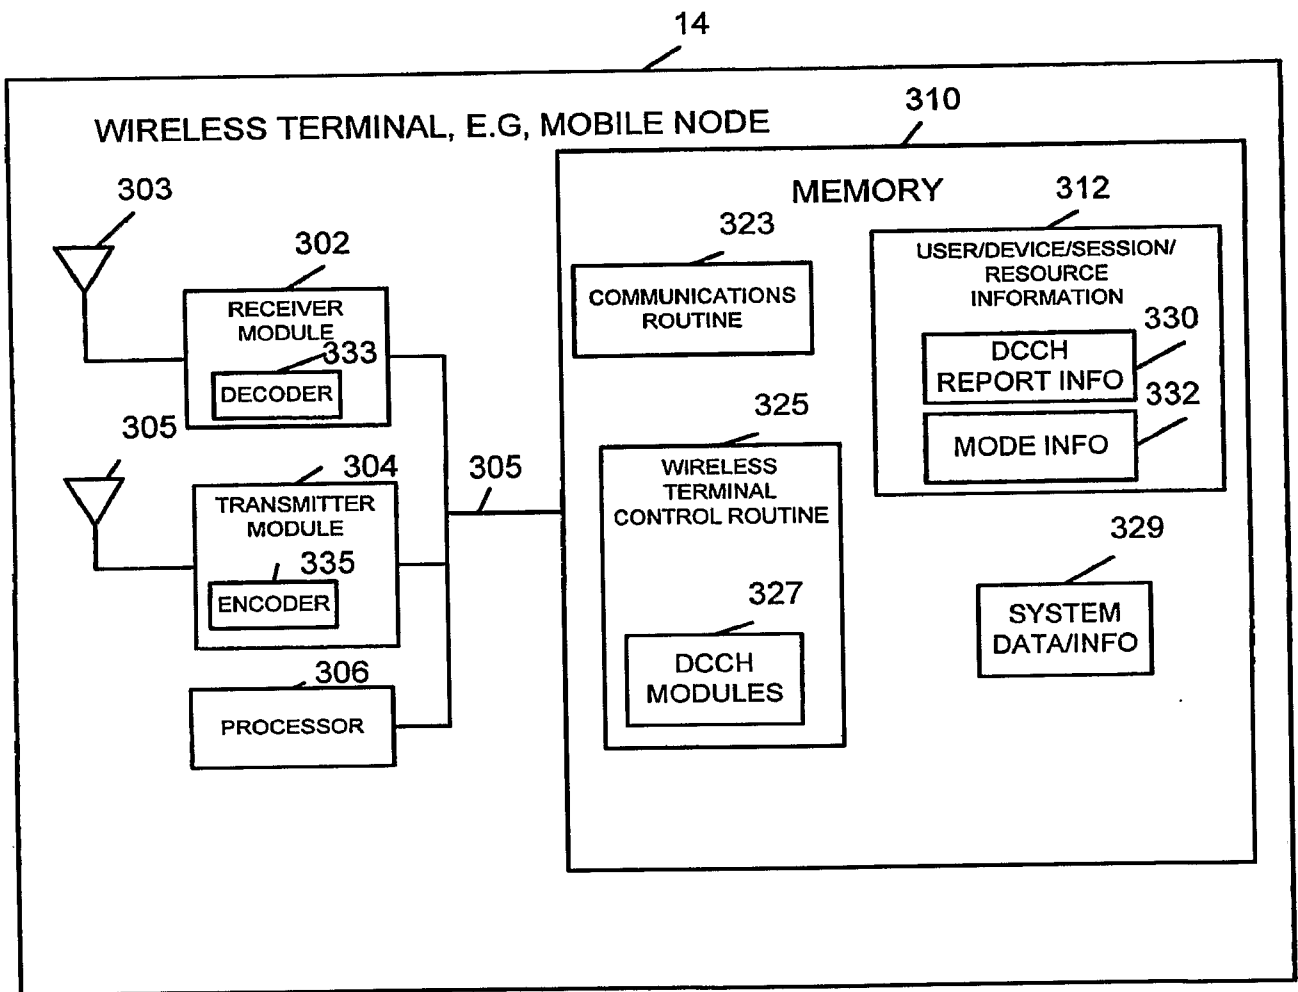 14
WIRELESS TERMINAL, E.G, MOBILE NODE
310
MEMORY
303
302
RECEIVER
MODULE
333
DECODER
305
304
TRANSMITTER
MODULE
335
ENCODER
306
PROCESSOR
305
323
COMMUNICATIONS
ROUTINE
325
WIRELESS
TERMINAL
CONTROL ROUTINE
327
DCCH
MODULES
312
USER/DEVICE/SESSION/
RESOURCE
INFORMATION
330
DCCH
REPORT INFO
332
MODE INFO
329
SYSTEM
DATA/INFO